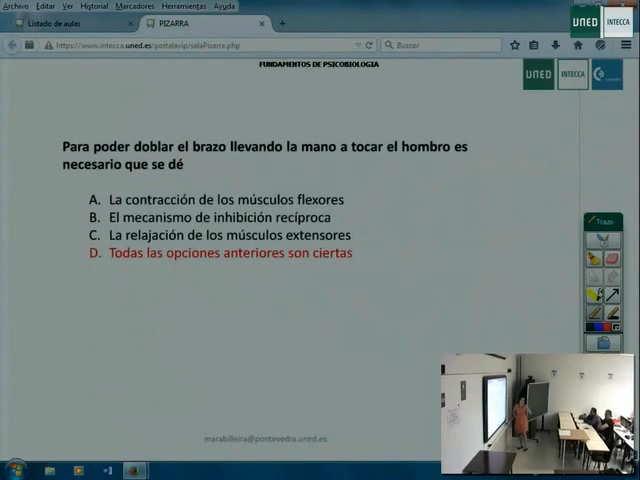 Archivo Editar Ver Historial Marcadores Herramientas Ayuda
Listado de aulas
PIZARRA
https://www.intecca.uned.es/portalavip/salaPizarra.php
Buscar
UNED
INTECCA
FUNDAMENTOS DE PSICOBIOLOGIA
UNED
INTECCA
Para poder doblar el brazo llevando la mano a tocar el hombro es
necesario que se dé
A. La contracción de los músculos flexores
B. El mecanismo de inhibición recíproca
C. La relajación de los músculos extensores
D. Todas las opciones anteriores son ciertas
Trazo
marabilleira@pontevedra.uned.es